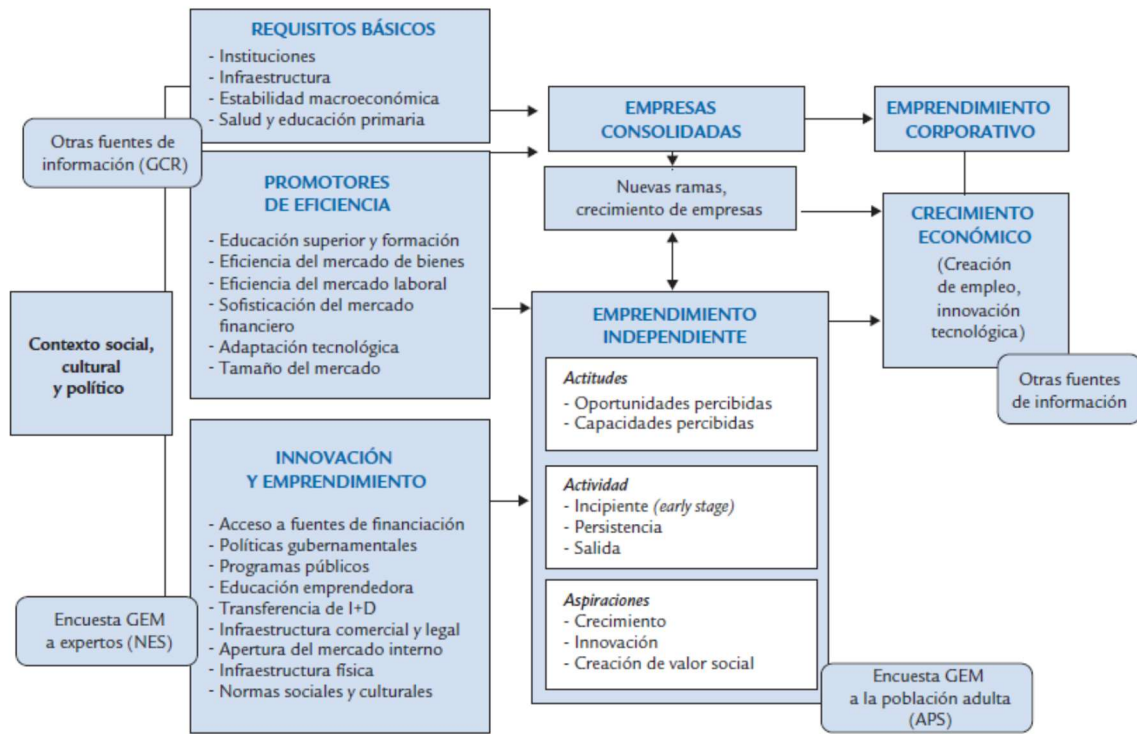 REQUISITOS BÁSICOS
- Instituciones
- Infraestructura
- Estabilidad macroeconómica
- Salud y educación primaria
Otras fuentes de
información (GCR)
PROMOTORES
DE EFICIENCIA
- Educación superior y formación
- Eficiencia del mercado de bienes
- Eficiencia del mercado laboral
- Sofisticación del mercado
financiero
- Adaptación tecnológica
- Tamaño del mercado
Contexto social,
cultural
y político
INNOVACIÓN
Y EMPRENDIMIENTO
- Acceso a fuentes de financiación
- Políticas gubernamentales
- Programas públicos
- Educación emprendedora
- Transferencia de I+D
- Infraestructura comercial y legal
- Apertura del mercado interno
- Infraestructura física
- Normas sociales y culturales
Encuesta GEM
a expertos (NES)
EMPRESAS
CONSOLIDADAS
Nuevas ramas,
crecimiento de empresas
EMPRENDIMIENTO
INDEPENDIENTE
Actitudes
- Oportunidades percibidas
- Capacidades percibidas
Actividad
- Incipiente (early stage)
- Persistencia
- Salida
Aspiraciones
- Crecimiento
- Innovación
- Creación de valor social
Encuesta GEM
a la población adulta
(APS)
EMPRENDIMIENTO
CORPORATIVO
CRECIMIENTO
ECONÓMICO
(Creación
de empleo,
innovación
tecnológica)
Otras fuentes
de información